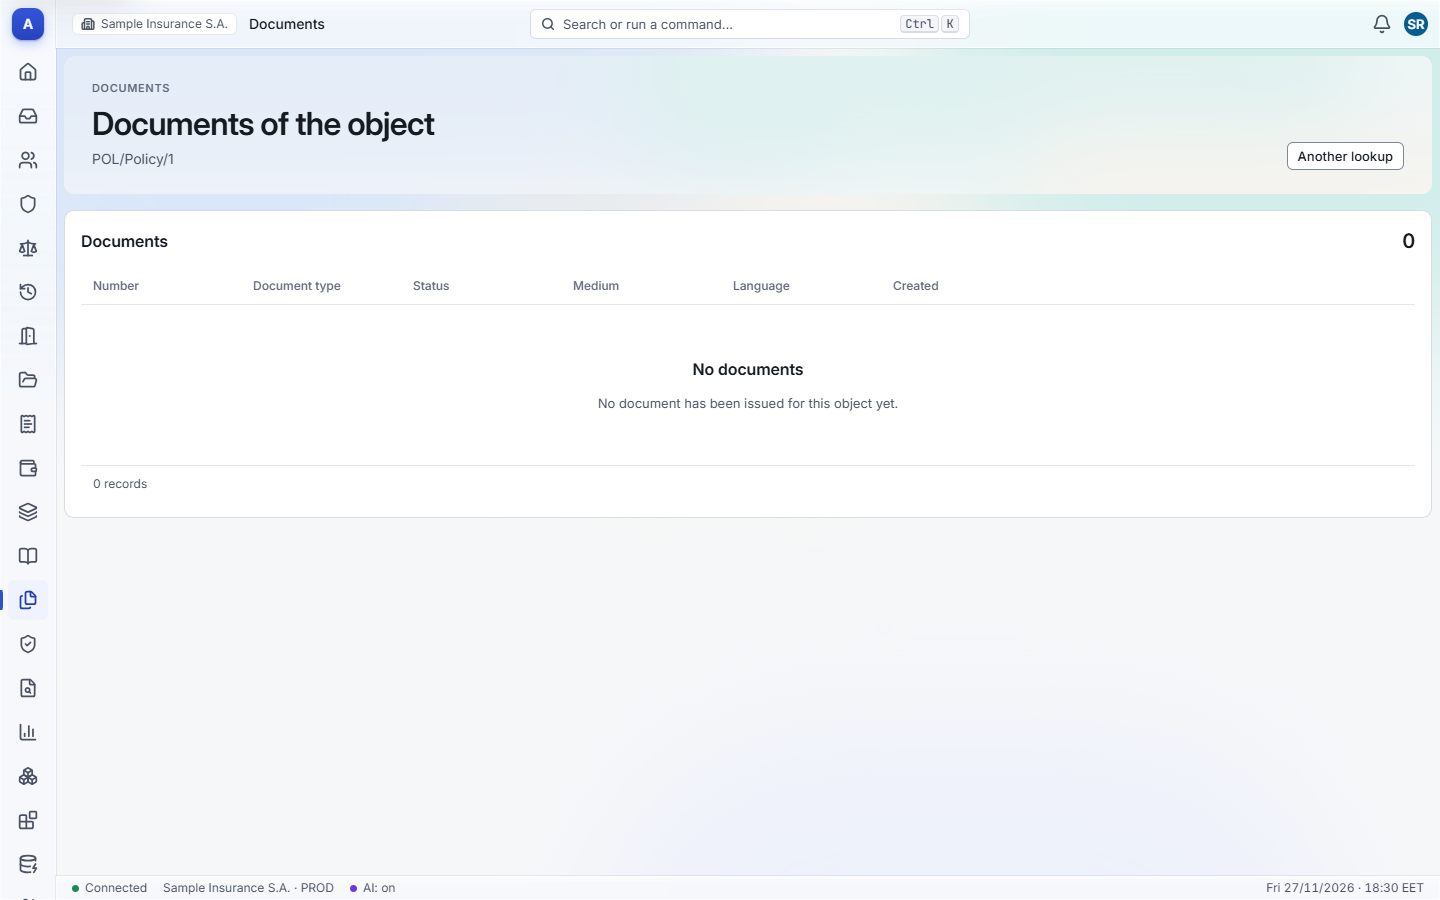 A
Sample Insurance S.A.
Documents
Search or run a command...
Ctrl K
SR
DOCUMENTS
Documents of the object
POL/Policy/1
Another lookup
Documents
0
Number Document type Status Medium Language Created
No documents
No document has been issued for this object yet.
0 records
Connected Sample Insurance S.A. · PROD AI: on Fri 27/11/2026 · 18:30 EET